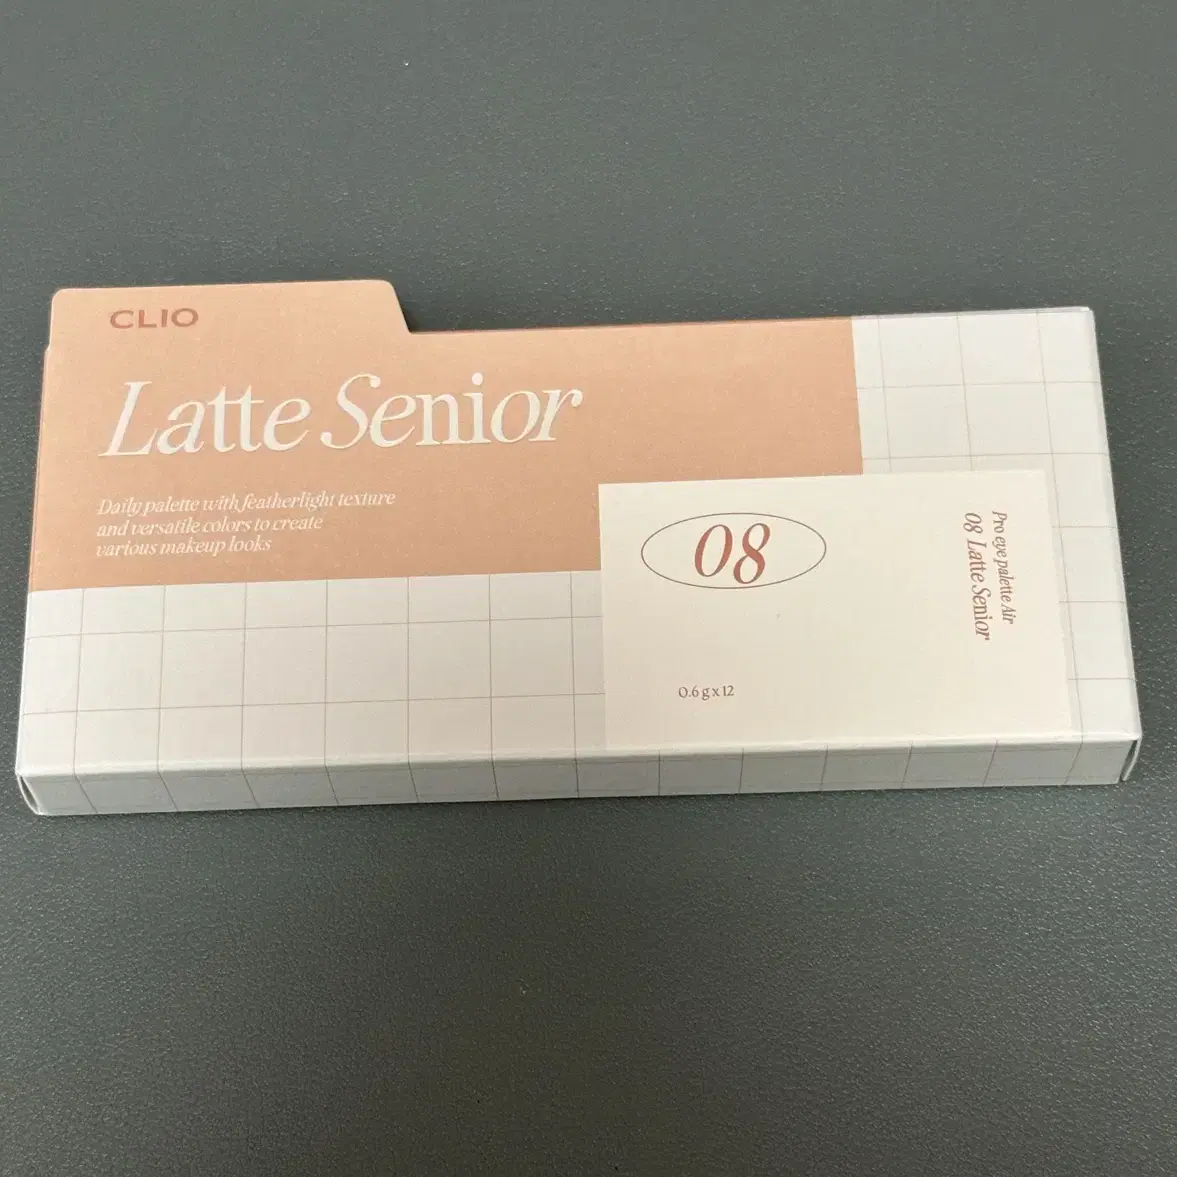 CLIO
Latte Senior
Daily palette with featherlight texture
and versatile colors to create
various makeup looks
08
Pro eye palette Air
08 Latte Senior
0.6 g x 12